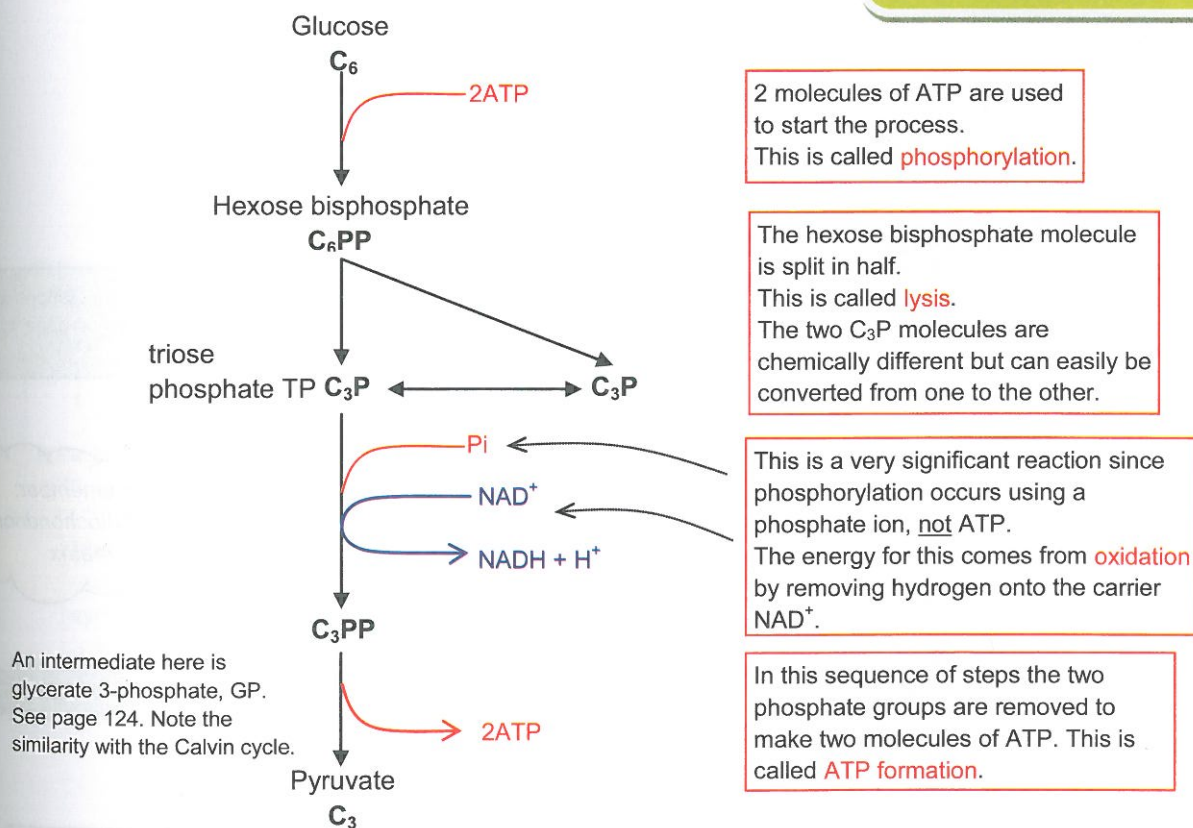 Glucose
C₆
2ATP
2 molecules of ATP are used
to start the process.
This is called phosphorylation.
Hexose bisphosphate
C₆PP
The hexose bisphosphate molecule
is split in half.
This is called lysis.
The two C₃P molecules are
chemically different but can easily be
converted from one to the other.
triose
phosphate TP C₃P
C₃P
Pi
NAD⁺
NADH + H⁺
This is a very significant reaction since
phosphorylation occurs using a
phosphate ion, not ATP.
The energy for this comes from oxidation
by removing hydrogen onto the carrier
NAD⁺.
C₃PP
An intermediate here is
glycerate 3-phosphate, GP.
See page 124. Note the
similarity with the Calvin cycle.
2ATP
In this sequence of steps the two
phosphate groups are removed to
make two molecules of ATP. This is
called ATP formation.
Pyruvate
C₃